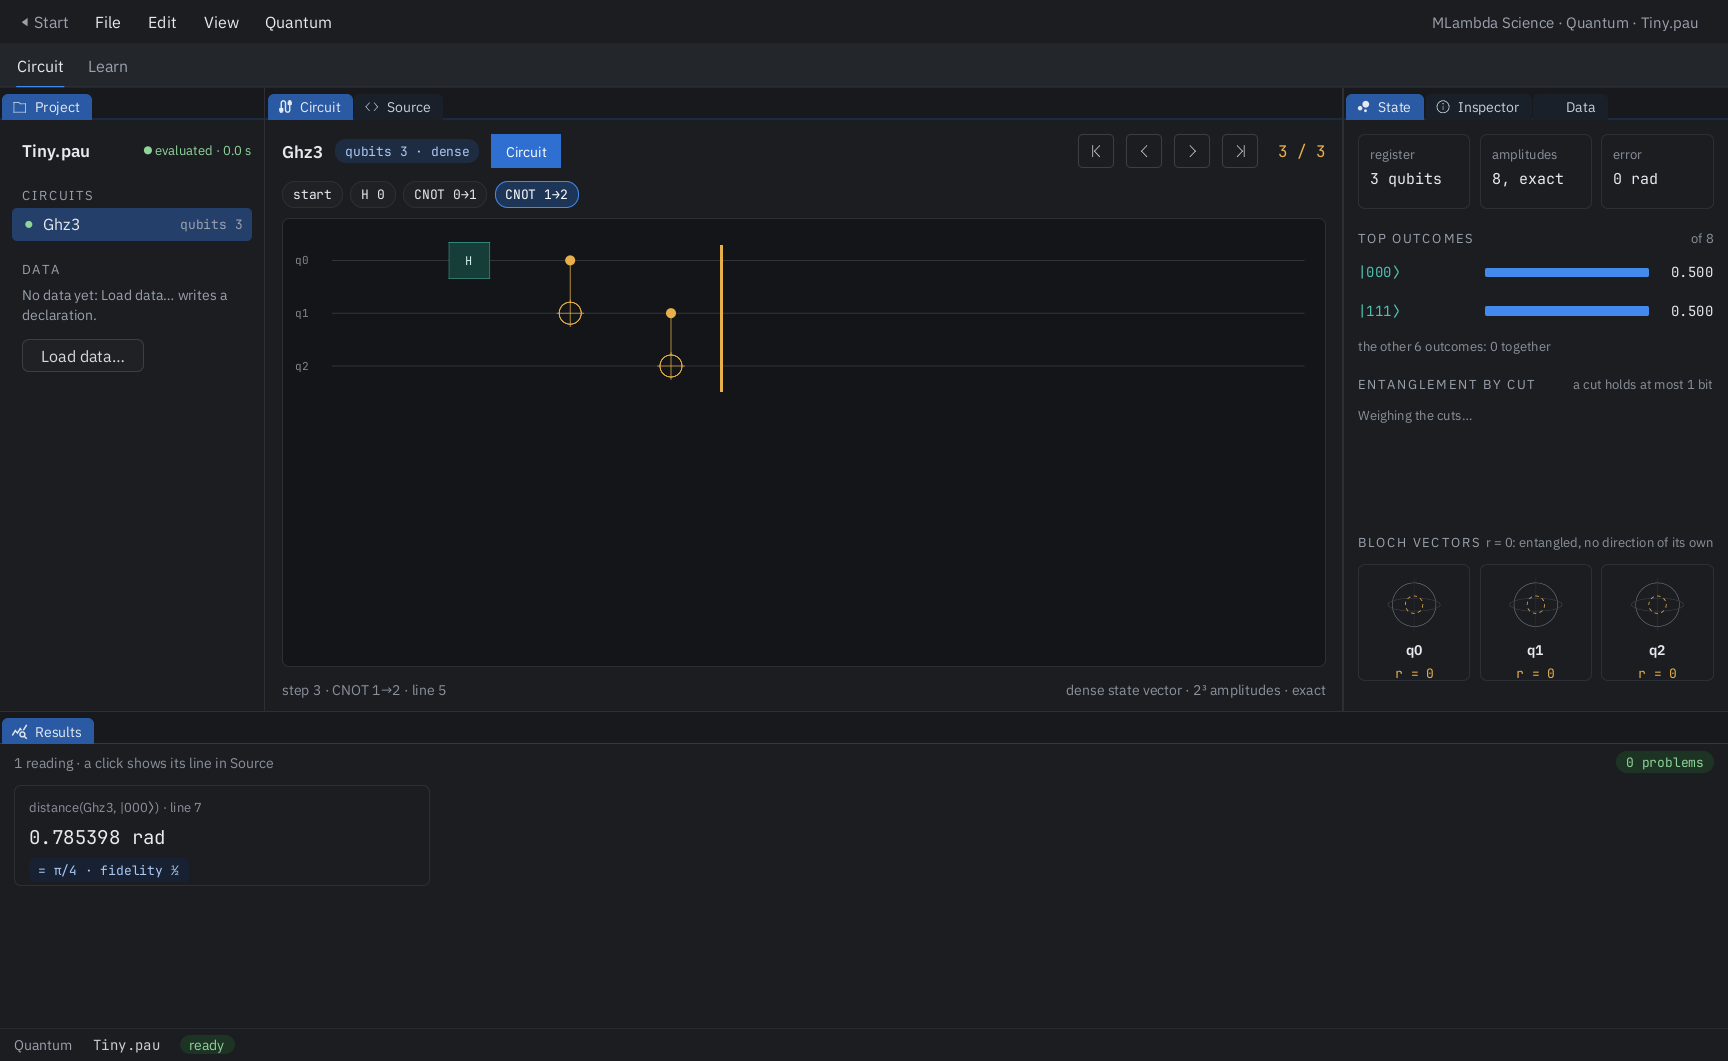 Start File Edit View Quantum MLambda Science · Quantum · Tiny.pau
Circuit Learn
Project
Tiny.pau evaluated · 0.0 s
CIRCUITS
Ghz3 qubits 3
DATA
No data yet: Load data... writes a
declaration.
Load data...
Circuit Source
Ghz3 qubits 3 · dense Circuit 3 / 3
start H 0 CNOT 0→1 CNOT 1→2
q0 H
q1
q2
step 3 · CNOT 1→2 · line 5 dense state vector · 2³ amplitudes · exact
State Inspector Data
register amplitudes error
3 qubits 8, exact 0 rad
TOP OUTCOMES of 8
|000⟩ 0.500
|111⟩ 0.500
the other 6 outcomes: 0 together
ENTANGLEMENT BY CUT a cut holds at most 1 bit
Weighing the cuts...
BLOCH VECTORS r = 0: entangled, no direction of its own
q0 q1 q2
r = 0 r = 0 r = 0
Results
1 reading · a click shows its line in Source 0 problems
distance(Ghz3, |000⟩) · line 7
0.785398 rad
= π/4 · fidelity ½
Quantum Tiny.pau ready